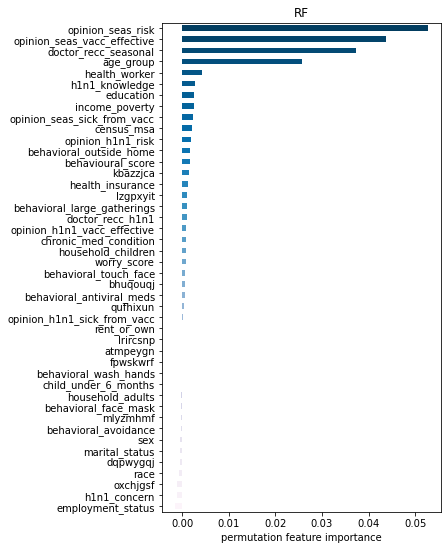 RF
opinion_seas_risk
opinion_seas_vacc_effective
doctor_recc_seasonal
age_group
health_worker
h1n1_knowledge
education
income_poverty
opinion_seas_sick_from_vacc
census_msa
opinion_h1n1_risk
behavioral_outside_home
behavioural_score
kbazzjca
health_insurance
lzgpxyit
behavioral_large_gatherings
doctor_recc_h1n1
opinion_h1n1_vacc_effective
chronic_med_condition
household_children
worry_score
behavioral_touch_face
bhuqouqj
behavioral_antiviral_meds
qufhixun
opinion_h1n1_sick_from_vacc
rent_or_own
lrircsnp
atmpeygn
fpwskwrf
behavioral_wash_hands
child_under_6_months
household_adults
behavioral_face_mask
mlyzmhmf
behavioral_avoidance
sex
marital_status
dqpwygqj
race
oxchjgsf
h1n1_concern
employment_status
0.00 0.01 0.02 0.03 0.04 0.05
permutation feature importance